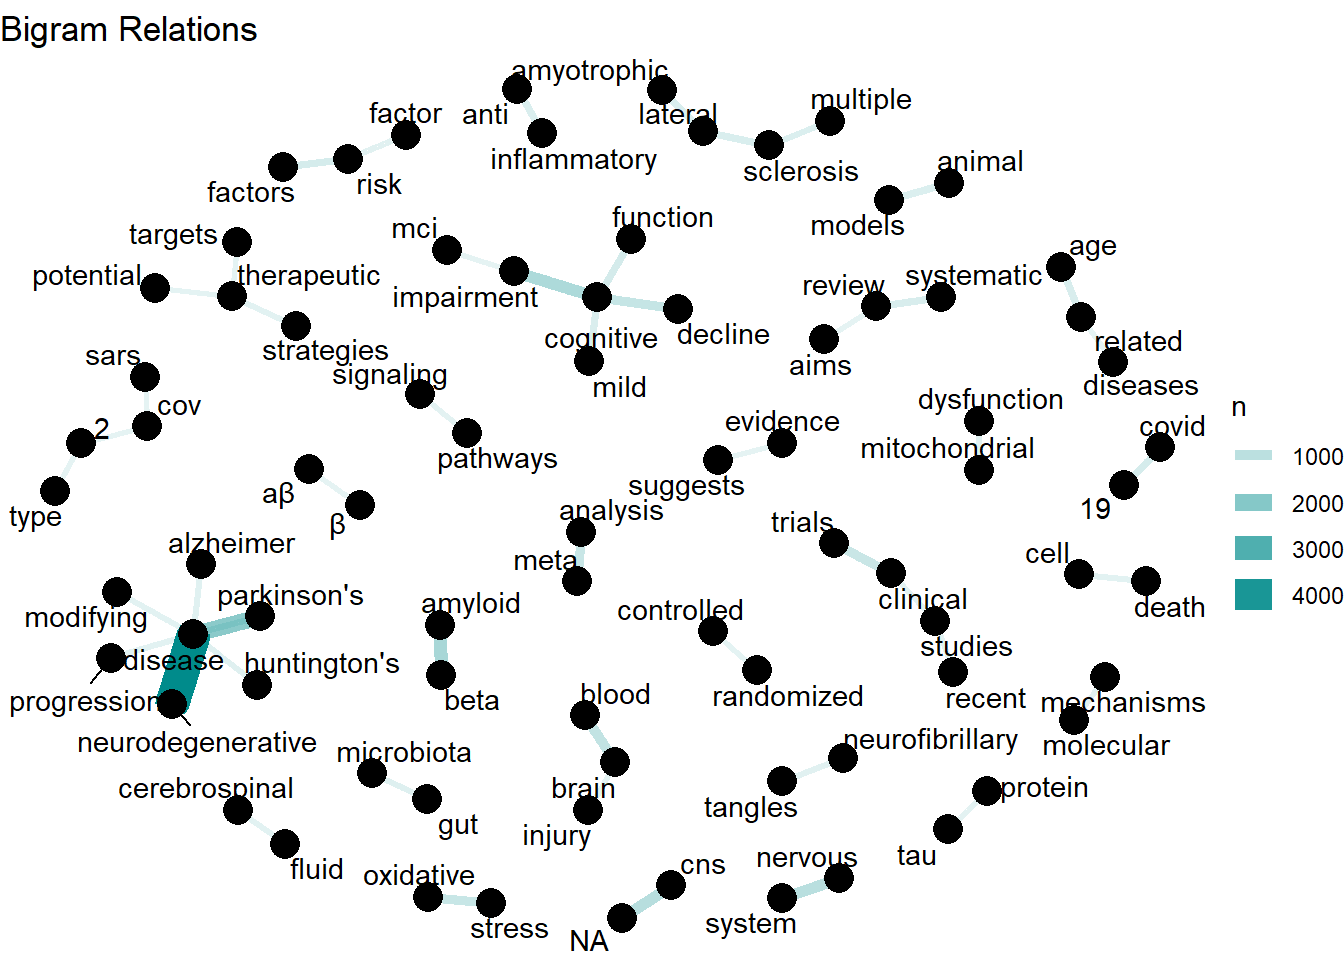 Bigram Relations
amyotrophic
factor
anti
lateral
multiple
inflammatory
animal
factors
risk
sclerosis
targets
mci
function
models
age
potential
therapeutic
impairment
review
systematic
cognitive
decline
related
sars
strategies
signaling
mild
aims
diseases
2
cov
evidence
dysfunction
n
covid
pathways
mitochondrial
1000
type
aβ
suggests
19
β
analysis
trials
2000
alzheimer
meta
cell
3000
modifying
parkinson's
amyloid
controlled
clinical
death
4000
disease
huntington's
studies
progression
beta
blood
randomized
recent
mechanisms
neurodegenerative
microbiota
neurofibrillary
molecular
cerebrospinal
brain
tangles
protein
gut
injury
fluid
oxidative
cns
nervous
tau
stress
NA
system